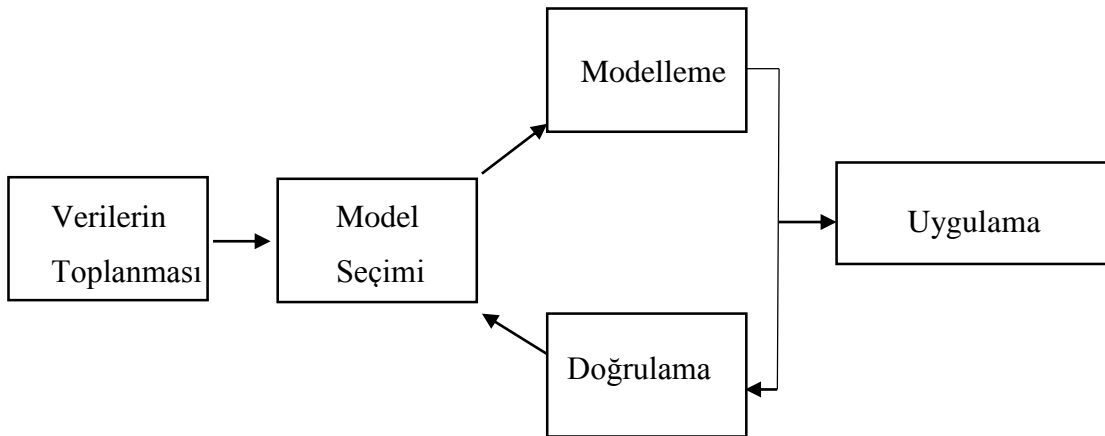 Verilerin
Toplanması
Model
Seçimi
Modelleme
Doğrulama
Uygulama